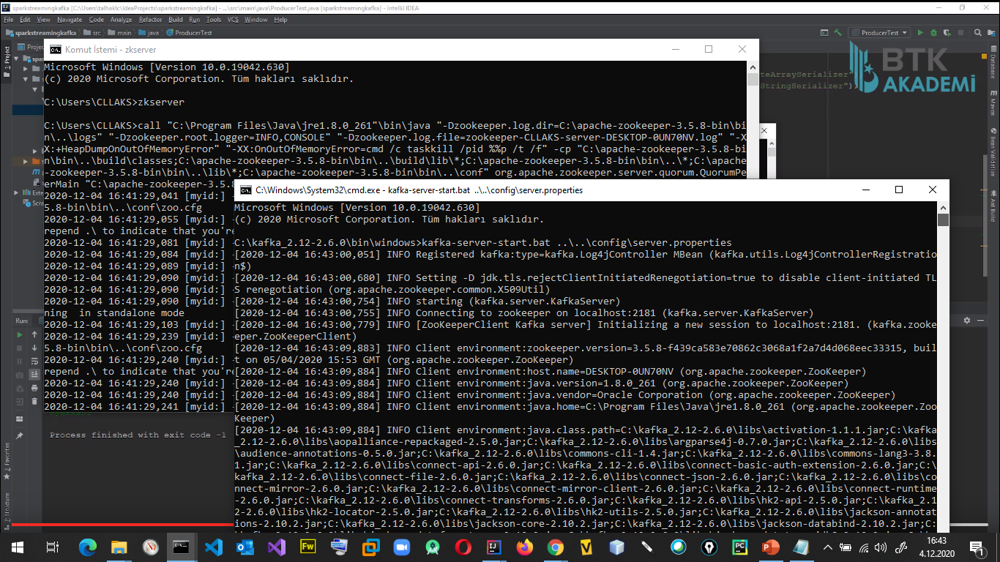 sparkstreamingkafka [C:\Users\talhaklc\IdeaProjects\sparkstreamingkafka] - ...\src\main\java\ProducerTest.java [sparkstreamingkafka] - IntelliJ IDEA
File Edit View Navigate Code Analyze Refactor Build Run Tools VCS Window Help
sparkstreamingkafka src main java ProducerTest
ProducerTest
BTK
AKADEMİ
1: Project
Proje
Database
Maven
Bean Validation
Ant Build
teArraySerializer"
StringSerializer")
Komut İstemi - zkserver
Microsoft Windows [Version 10.0.19042.630]
(c) 2020 Microsoft Corporation. Tüm hakları saklıdır.
C:\Users\CLLAKS>zkserver
C:\Users\CLLAKS>call "C:\Program Files\Java\jre1.8.0_261"\bin\java "-Dzookeeper.log.dir=C:\apache-zookeeper-3.5.8-bin\bi
n\..\logs" "-Dzookeeper.root.logger=INFO,CONSOLE" "-Dzookeeper.log.file=zookeeper-CLLAKS-server-DESKTOP-0UN70NV.log" "-X
X:+HeapDumpOnOutOfMemoryError" "-XX:OnOutOfMemoryError=cmd /c taskkill /pid %%p /t /f" -cp "C:\apache-zookeeper-3.5.8-bi
n\bin\..\build\classes;C:\apache-zookeeper-3.5.8-bin\bin\..\build\lib\*;C:\apache-zookeeper-3.5.8-bin\bin\..\*;C:\apache
-zookeeper-3.5.8-bin\bin\..\lib\*;C:\apache-zookeeper-3.5.8-bin\bin\..\conf" org.apache.zookeeper.server.quorum.QuorumPe
erMain "C:\apache-zookeeper-3.5.8
2020-12-04 16:41:29,041 [myid:] -
5.8-bin\bin\..\conf\zoo.cfg
2020-12-04 16:41:29,055 [myid:] -
repend .\ to indicate that you're
2020-12-04 16:41:29,081 [myid:] -
2020-12-04 16:41:29,084 [myid:] -
2020-12-04 16:41:29,089 [myid:] -
2020-12-04 16:41:29,090 [myid:] -
2020-12-04 16:41:29,090 [myid:] -
2020-12-04 16:41:29,090 [myid:] -
ning  in standalone mode
2020-12-04 16:41:29,103 [myid:] -
2020-12-04 16:41:29,239 [myid:] -
5.8-bin\bin\..\conf\zoo.cfg
2020-12-04 16:41:29,240 [myid:] -
repend .\ to indicate that you're
2020-12-04 16:41:29,240 [myid:] -
2020-12-04 16:41:29,240 [myid:] -
2020-12-04 16:41:29,241 [myid:] -
C:\Windows\System32\cmd.exe - kafka-server-start.bat ..\..\config\server.properties
Microsoft Windows [Version 10.0.19042.630]
(c) 2020 Microsoft Corporation. Tüm hakları saklıdır.
C:\kafka_2.12-2.6.0\bin\windows>kafka-server-start.bat ..\..\config\server.properties
[2020-12-04 16:43:00,051] INFO Registered kafka:type=kafka.Log4jController MBean (kafka.utils.Log4jControllerRegistratio
n$)
[2020-12-04 16:43:00,680] INFO Setting -D jdk.tls.rejectClientInitiatedRenegotiation=true to disable client-initiated TL
S renegotiation (org.apache.zookeeper.common.X509Util)
[2020-12-04 16:43:00,754] INFO starting (kafka.server.KafkaServer)
[2020-12-04 16:43:00,755] INFO Connecting to zookeeper on localhost:2181 (kafka.server.KafkaServer)
[2020-12-04 16:43:00,779] INFO [ZooKeeperClient Kafka server] Initializing a new session to localhost:2181. (kafka.zooke
eper.ZooKeeperClient)
[2020-12-04 16:43:09,883] INFO Client environment:zookeeper.version=3.5.8-f439ca583e70862c3068a1f2a7d4d068eec33315, buil
t on 05/04/2020 15:53 GMT (org.apache.zookeeper.ZooKeeper)
[2020-12-04 16:43:09,884] INFO Client environment:host.name=DESKTOP-0UN70NV (org.apache.zookeeper.ZooKeeper)
[2020-12-04 16:43:09,884] INFO Client environment:java.version=1.8.0_261 (org.apache.zookeeper.ZooKeeper)
[2020-12-04 16:43:09,884] INFO Client environment:java.vendor=Oracle Corporation (org.apache.zookeeper.ZooKeeper)
[2020-12-04 16:43:09,884] INFO Client environment:java.home=C:\Program Files\Java\jre1.8.0_261 (org.apache.zookeeper.Zoo
Keeper)
[2020-12-04 16:43:09,884] INFO Client environment:java.class.path=C:\kafka_2.12-2.6.0\libs\activation-1.1.1.jar;C:\kafka
_2.12-2.6.0\libs\aopalliance-repackaged-2.5.0.jar;C:\kafka_2.12-2.6.0\libs\argparse4j-0.7.0.jar;C:\kafka_2.12-2.6.0\libs
\audience-annotations-0.5.0.jar;C:\kafka_2.12-2.6.0\libs\commons-cli-1.4.jar;C:\kafka_2.12-2.6.0\libs\commons-lang3-3.8.
1.jar;C:\kafka_2.12-2.6.0\libs\connect-api-2.6.0.jar;C:\kafka_2.12-2.6.0\libs\connect-basic-auth-extension-2.6.0.jar;C:\
kafka_2.12-2.6.0\libs\connect-file-2.6.0.jar;C:\kafka_2.12-2.6.0\libs\connect-json-2.6.0.jar;C:\kafka_2.12-2.6.0\libs\co
nnect-mirror-2.6.0.jar;C:\kafka_2.12-2.6.0\libs\connect-mirror-client-2.6.0.jar;C:\kafka_2.12-2.6.0\libs\connect-runtime
-2.6.0.jar;C:\kafka_2.12-2.6.0\libs\connect-transforms-2.6.0.jar;C:\kafka_2.12-2.6.0\libs\hk2-api-2.5.0.jar;C:\kafka_2.1
2-2.6.0\libs\hk2-locator-2.5.0.jar;C:\kafka_2.12-2.6.0\libs\hk2-utils-2.5.0.jar;C:\kafka_2.12-2.6.0\libs\jackson-annotat
ions-2.10.2.jar;C:\kafka_2.12-2.6.0\libs\jackson-core-2.10.2.jar;C:\kafka_2.12-2.6.0\libs\jackson-databind-2.10.2.jar;C:
Run:
Process finished with exit code -1
2: Favorites
Z: Structure
16:43
4.12.2020